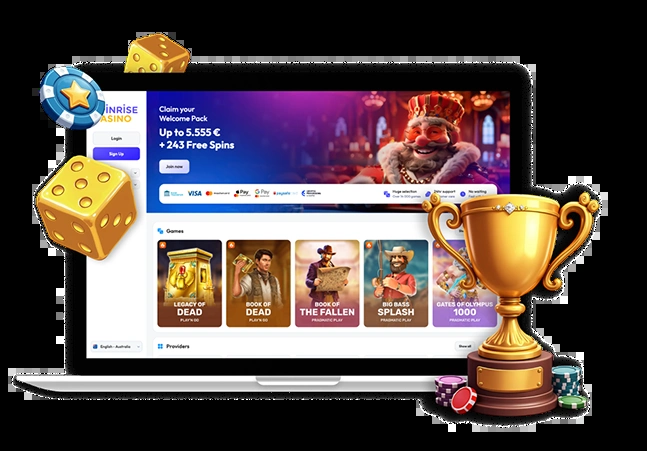 Login
Sign Up
Claim your
Welcome Pack
Up to 5.555 €
+ 243 Free Spins
Join now
VISA
Pay
G Pay
Huge selection
24/7 support
No waiting
Games
LEGACY OF
DEAD
PLAY'N GO
BOOK OF
DEAD
PLAY'N GO
BOOK OF
THE FALLEN
PRAGMATIC PLAY
BIG BASS
SPLASH
PRAGMATIC PLAY
GATES OF OLYMPUS
1000
PRAGMATIC PLAY
English - Australia
Providers
Show all